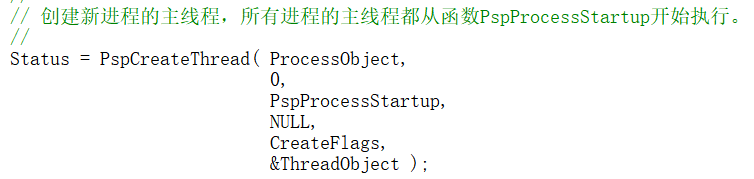 //
// 创建新进程的主线程，所有进程的主线程都从函数PspProcessStartup开始执行。
//
Status = PspCreateThread( ProcessObject,
0,
PspProcessStartup,
NULL,
CreateFlags,
&ThreadObject );